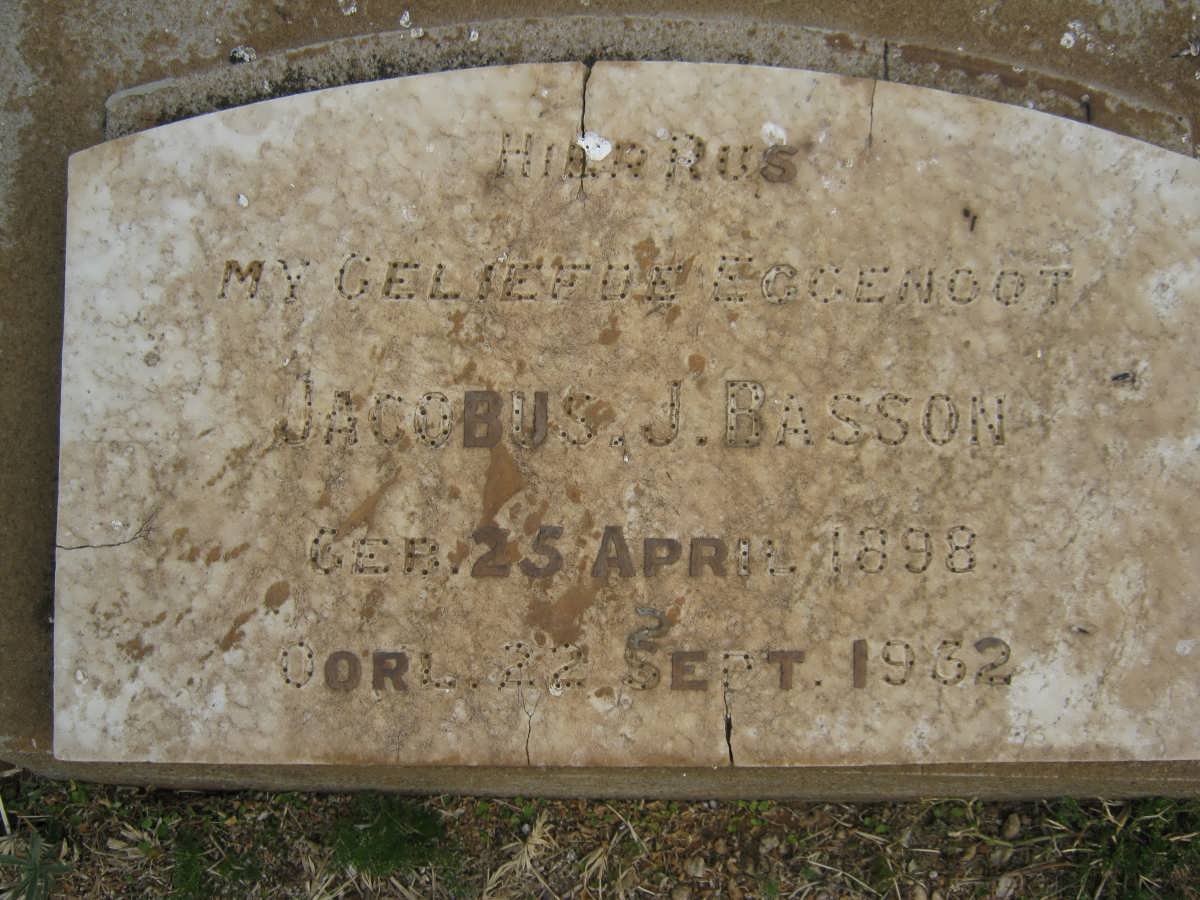 HIER RUS
MY GELIEFDE EGGENOOT
JACOBUS. J. BASSON
GEB. 25 APRIL 1898
OORL. 22 SEPT. 1962